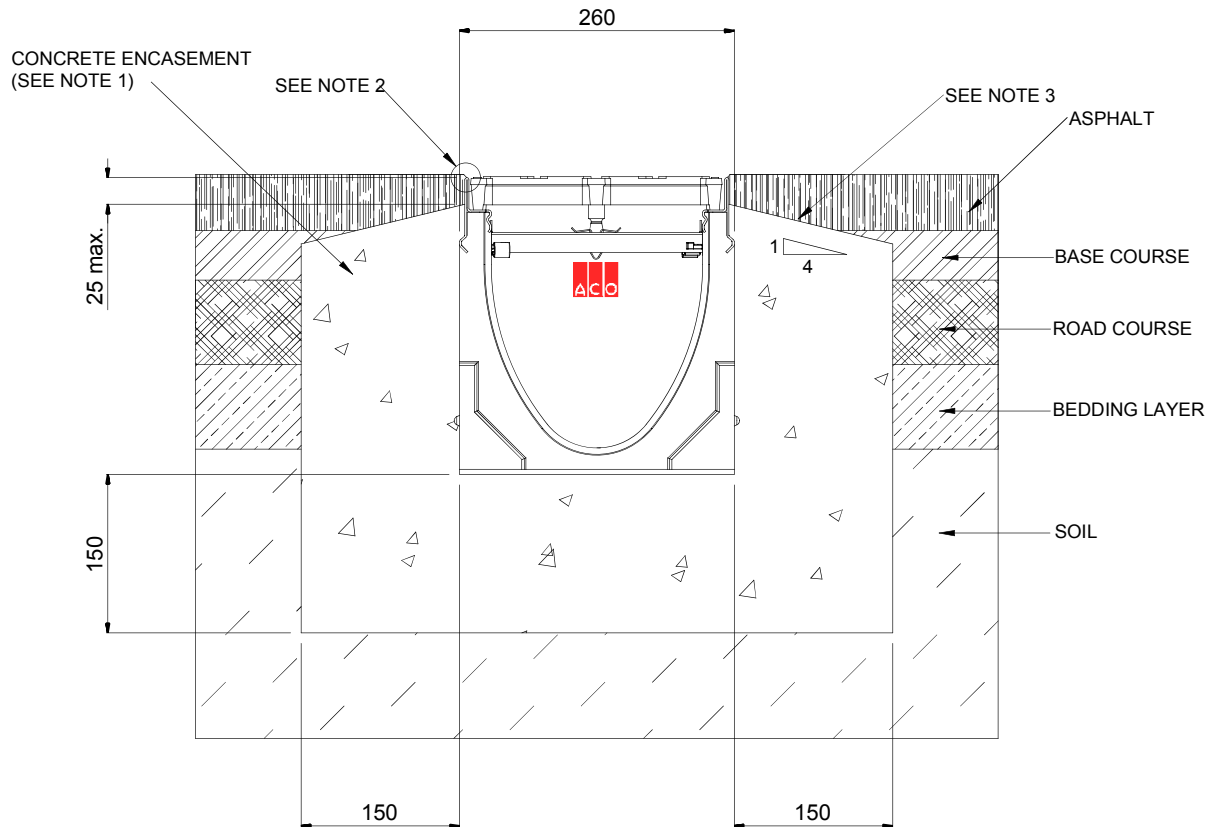 260
CONCRETE ENCASEMENT
(SEE NOTE 1)
SEE NOTE 2
SEE NOTE 3
ASPHALT
25 max.
1
4
BASE COURSE
ACO
ROAD COURSE
BEDDING LAYER
150
SOIL
150
150